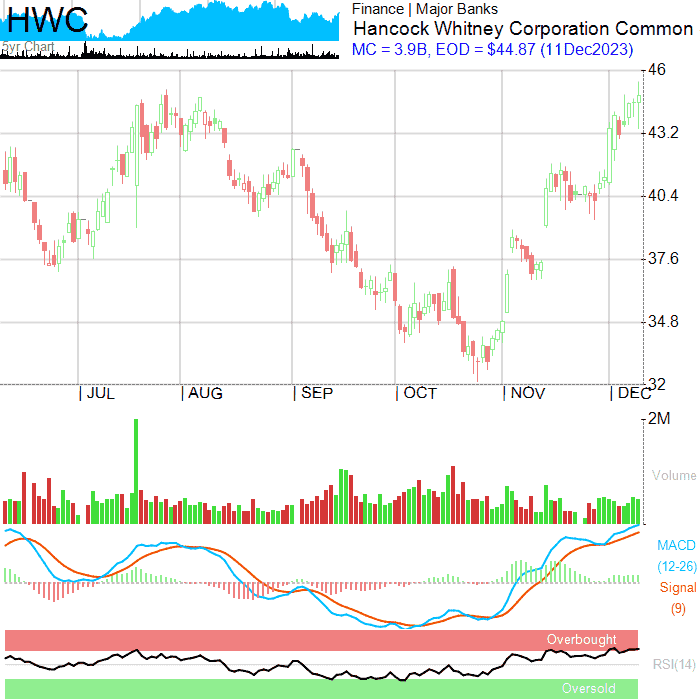 HWC
5yr Chart
Finance | Major Banks
Hancock Whitney Corporation Common
MC = 3.9B, EOD = $44.87 (11Dec2023)
46
43.2
40.4
37.6
34.8
32
JUL AUG SEP OCT NOV DEC
2M
Volume
MACD
(12-26)
Signal
(9)
Overbought
RSI(14)
Oversold